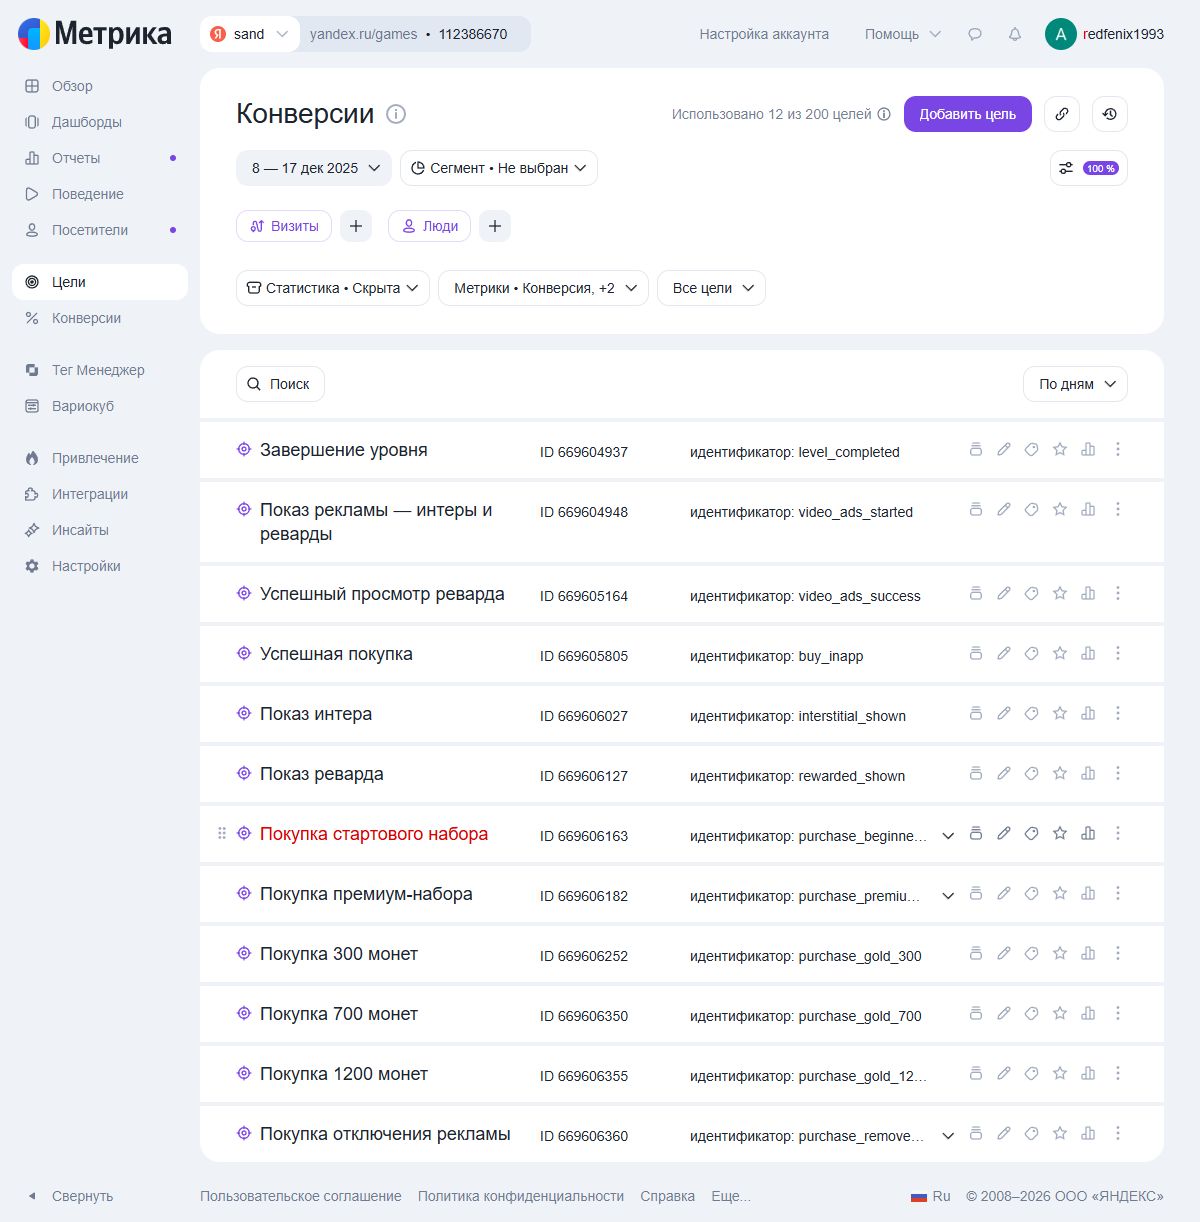 Метрика
Я sand yandex.ru/games • 112386670
Настройка аккаунта Помощь A redfenix1993
Обзор
Дашборды
Отчеты
Поведение
Посетители
Цели
Конверсии
Тег Менеджер
Вариокуб
Привлечение
Интеграции
Инсайты
Настройки
Конверсии
Использовано 12 из 200 целей
Добавить цель
8 — 17 дек 2025 Сегмент • Не выбран 100 %
Визиты + Люди +
Статистика • Скрыта Метрики • Конверсия, +2 Все цели
Поиск По дням
Завершение уровня ID 669604937 идентификатор: level_completed
Показ рекламы — интеры и ID 669604948 идентификатор: video_ads_started
реварды
Успешный просмотр реварда ID 669605164 идентификатор: video_ads_success
Успешная покупка ID 669605805 идентификатор: buy_inapp
Показ интера ID 669606027 идентификатор: interstitial_shown
Показ реварда ID 669606127 идентификатор: rewarded_shown
Покупка стартового набора ID 669606163 идентификатор: purchase_beginne...
Покупка премиум-набора ID 669606182 идентификатор: purchase_premiu...
Покупка 300 монет ID 669606252 идентификатор: purchase_gold_300
Покупка 700 монет ID 669606350 идентификатор: purchase_gold_700
Покупка 1200 монет ID 669606355 идентификатор: purchase_gold_12...
Покупка отключения рекламы ID 669606360 идентификатор: purchase_remove...
Свернуть
Пользовательское соглашение Политика конфиденциальности Справка Еще... Ru © 2008–2026 ООО «ЯНДЕКС»